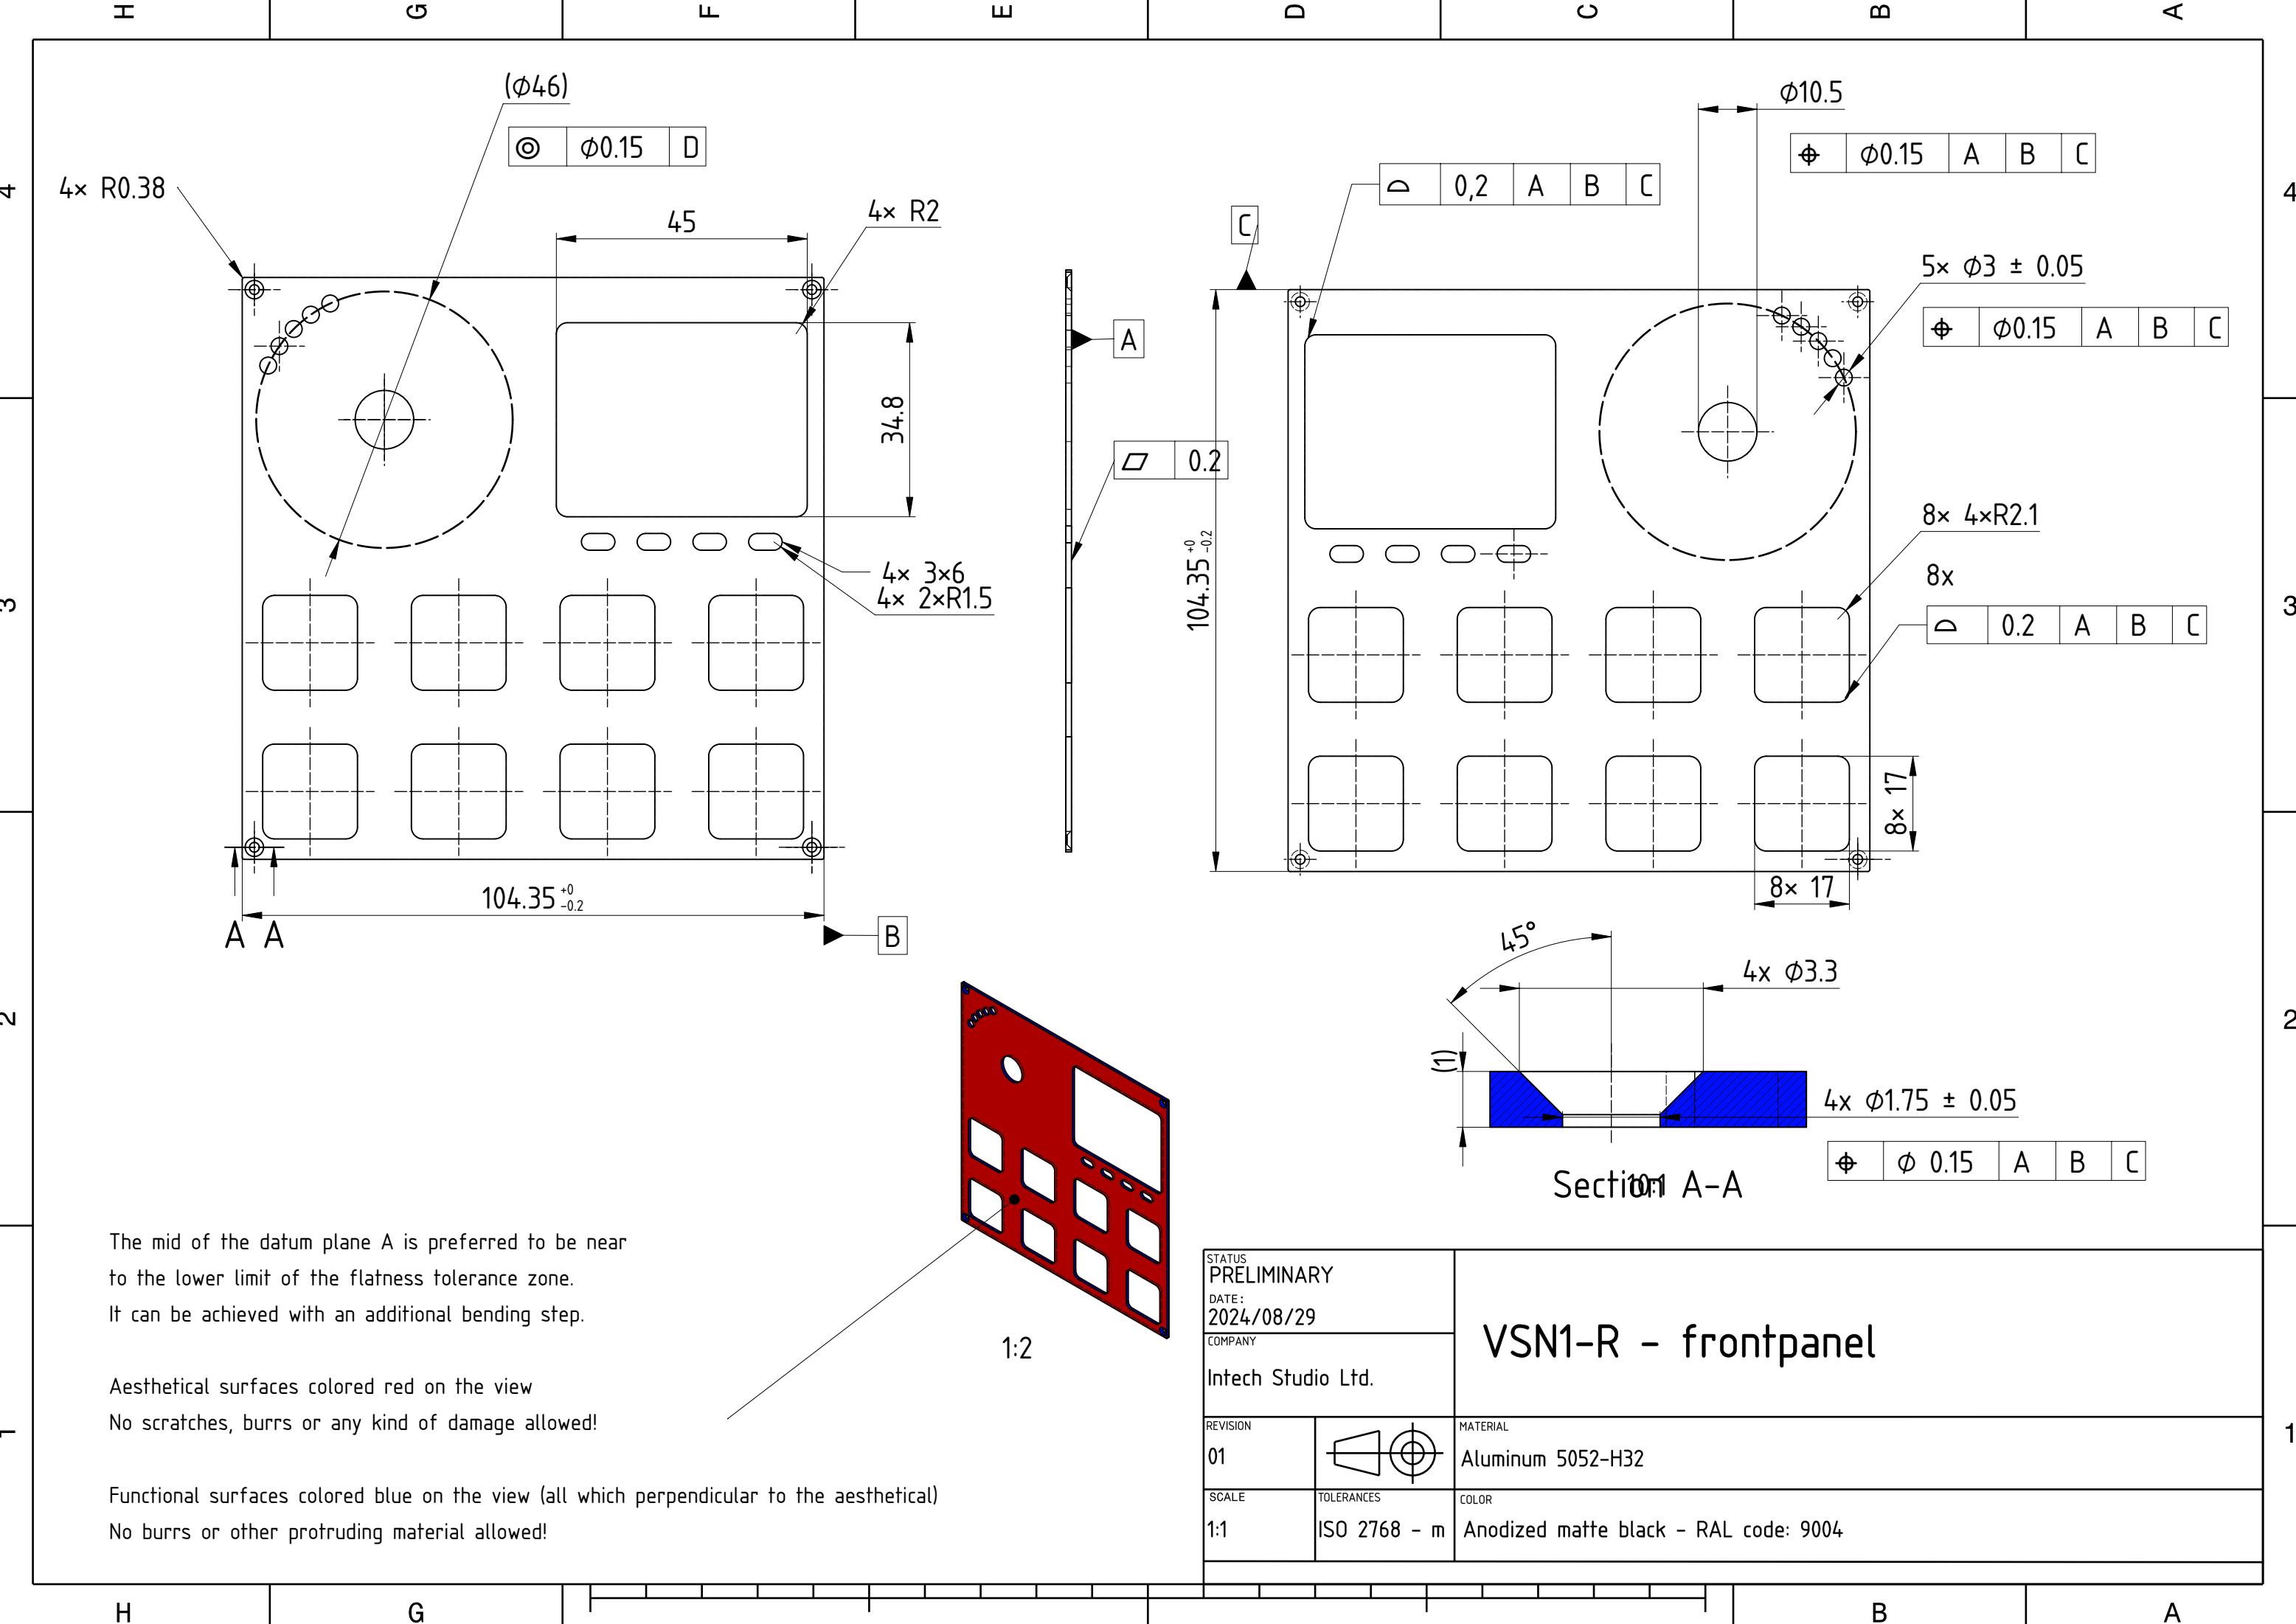 H G F E D C B A
4
3
2
1
(⌀46)
◎ ⌀0.15 D
4× R0.38
45
4× R2
34.8
4× 3×6
4× 2×R1.5
104.35 +0 -0.2
A A
B
A
▱ 0.2
C
⌓ 0,2 A B C
⌀10.5
⌖ ⌀0.15 A B C
5× ⌀3 ± 0.05
⌖ ⌀0.15 A B C
104.35 +0 -0.2
8× 4×R2.1
8x
⌓ 0.2 A B C
8× 17
8× 17
45°
4x ⌀3.3
(1)
4x ⌀1.75 ± 0.05
⌖ ⌀ 0.15 A B C
Section A-A
10:1
1:2
The mid of the datum plane A is preferred to be near
to the lower limit of the flatness tolerance zone.
It can be achieved with an additional bending step.
Aesthetical surfaces colored red on the view
No scratches, burrs or any kind of damage allowed!
Functional surfaces colored blue on the view (all which perpendicular to the aesthetical)
No burrs or other protruding material allowed!
STATUS
PRELIMINARY
DATE:
2024/08/29
COMPANY
Intech Studio Ltd.
VSN1-R - frontpanel
REVISION
01
MATERIAL
Aluminum 5052-H32
SCALE
1:1
TOLERANCES
ISO 2768 - m
COLOR
Anodized matte black - RAL code: 9004
4
3
2
1
H G B A